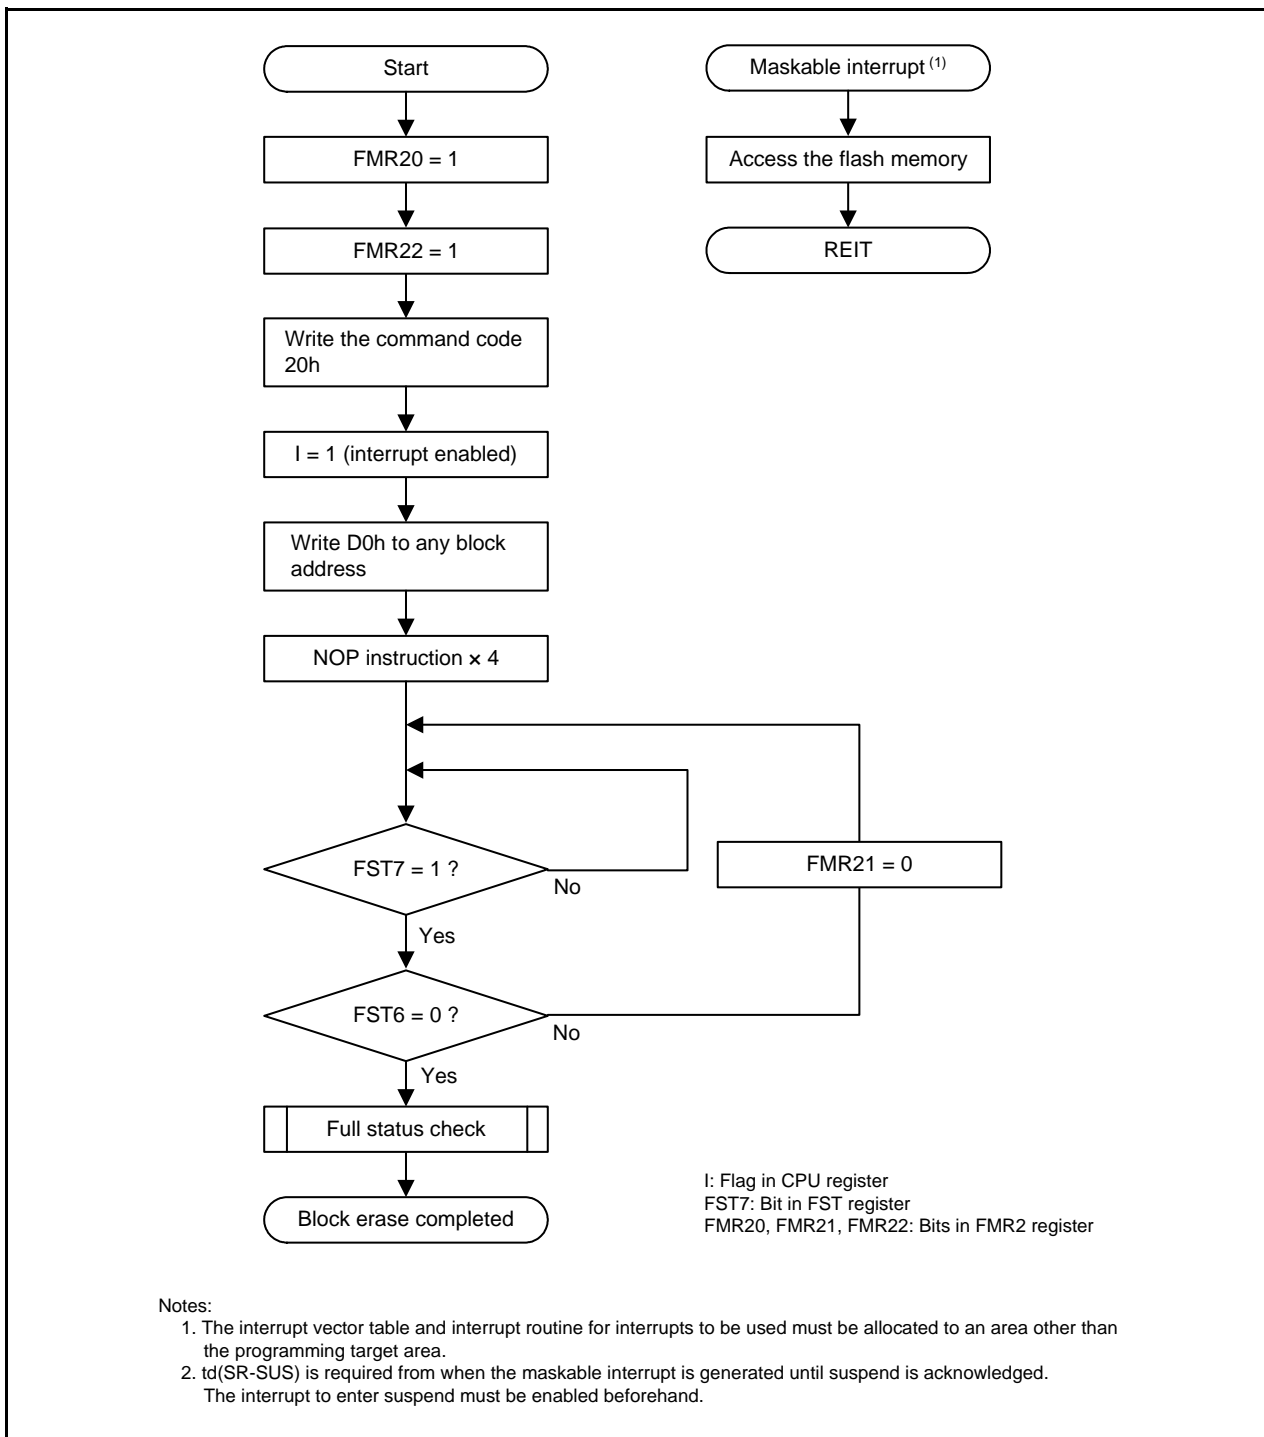 Start
FMR20 = 1
FMR22 = 1
Write the command code
20h
I = 1 (interrupt enabled)
Write D0h to any block
address
NOP instruction × 4
FST7 = 1 ?
No
Yes
FMR21 = 0
FST6 = 0 ?
No
Yes
Full status check
Block erase completed
Maskable interrupt (1)
Access the flash memory
REIT
I: Flag in CPU register
FST7: Bit in FST register
FMR20, FMR21, FMR22: Bits in FMR2 register
Notes:
1. The interrupt vector table and interrupt routine for interrupts to be used must be allocated to an area other than
the programming target area.
2. td(SR-SUS) is required from when the maskable interrupt is generated until suspend is acknowledged.
The interrupt to enter suspend must be enabled beforehand.